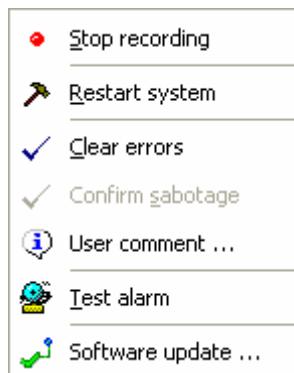 Stop recording
Restart system
Clear errors
Confirm sabotage
User comment ...
Test alarm
Software update ...